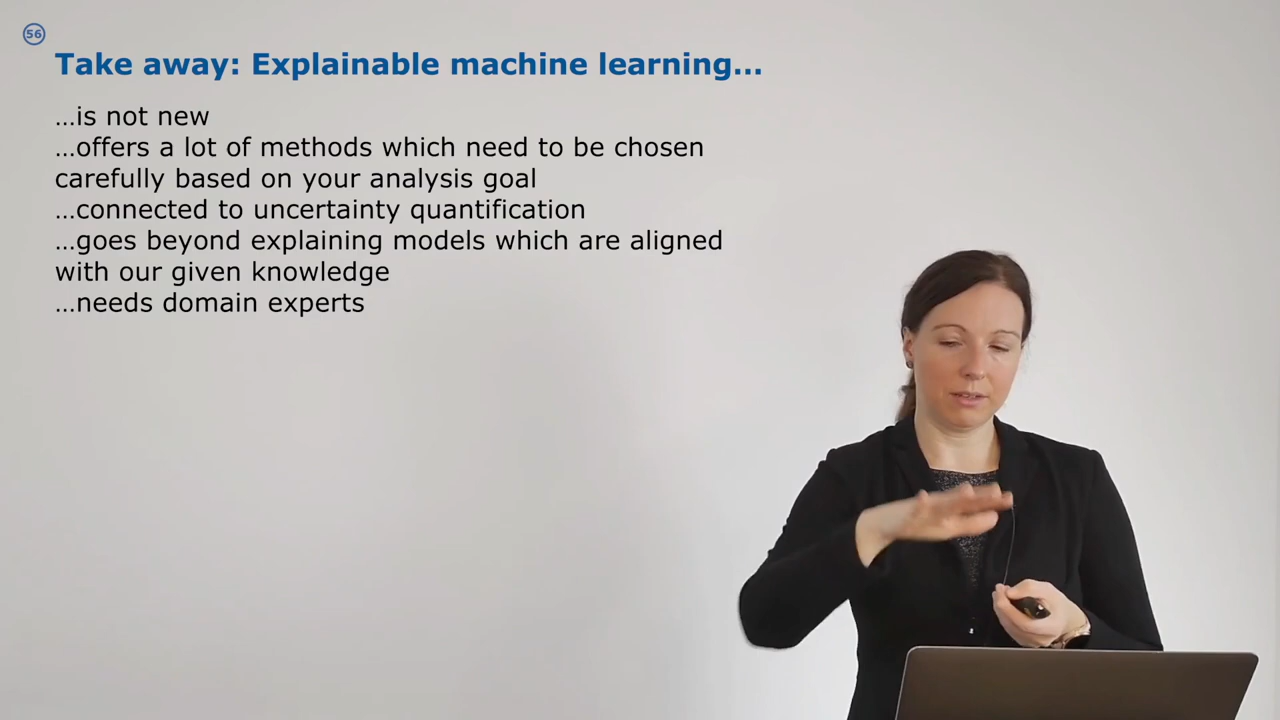 56
Take away: Explainable machine learning...
...is not new
...offers a lot of methods which need to be chosen
carefully based on your analysis goal
...connected to uncertainty quantification
...goes beyond explaining models which are aligned
with our given knowledge
...needs domain experts